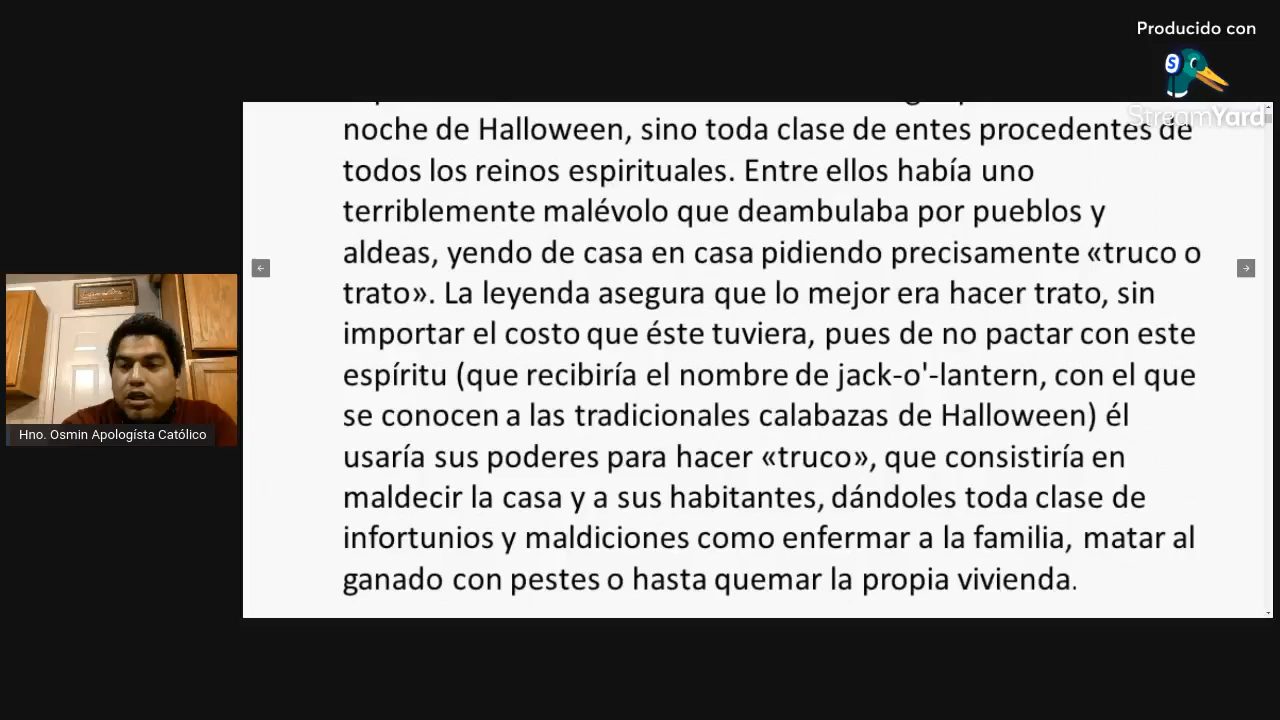 Producido con
StreamYard
noche de Halloween, sino toda clase de entes procedentes de
todos los reinos espirituales. Entre ellos había uno
terriblemente malévolo que deambulaba por pueblos y
aldeas, yendo de casa en casa pidiendo precisamente «truco o
trato». La leyenda asegura que lo mejor era hacer trato, sin
importar el costo que éste tuviera, pues de no pactar con este
espíritu (que recibiría el nombre de jack-o'-lantern, con el que
se conocen a las tradicionales calabazas de Halloween) él
usaría sus poderes para hacer «truco», que consistiría en
maldecir la casa y a sus habitantes, dándoles toda clase de
infortunios y maldiciones como enfermar a la familia, matar al
ganado con pestes o hasta quemar la propia vivienda.
Hno. Osmin Apologísta Católico